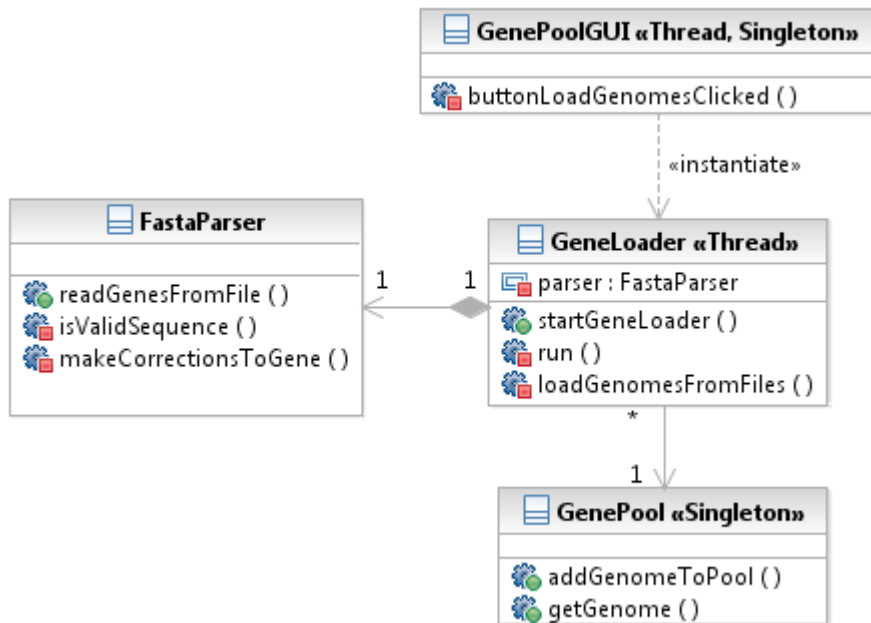 GenePoolGUI «Thread, Singleton»
buttonLoadGenomesClicked ( )
«instantiate»
FastaParser
readGenesFromFile ( )
isValidSequence ( )
makeCorrectionsToGene ( )
1 1
GeneLoader «Thread»
parser : FastaParser
startGeneLoader ( )
run ( )
loadGenomesFromFiles ( )
*
1
GenePool «Singleton»
addGenomeToPool ( )
getGenome ( )